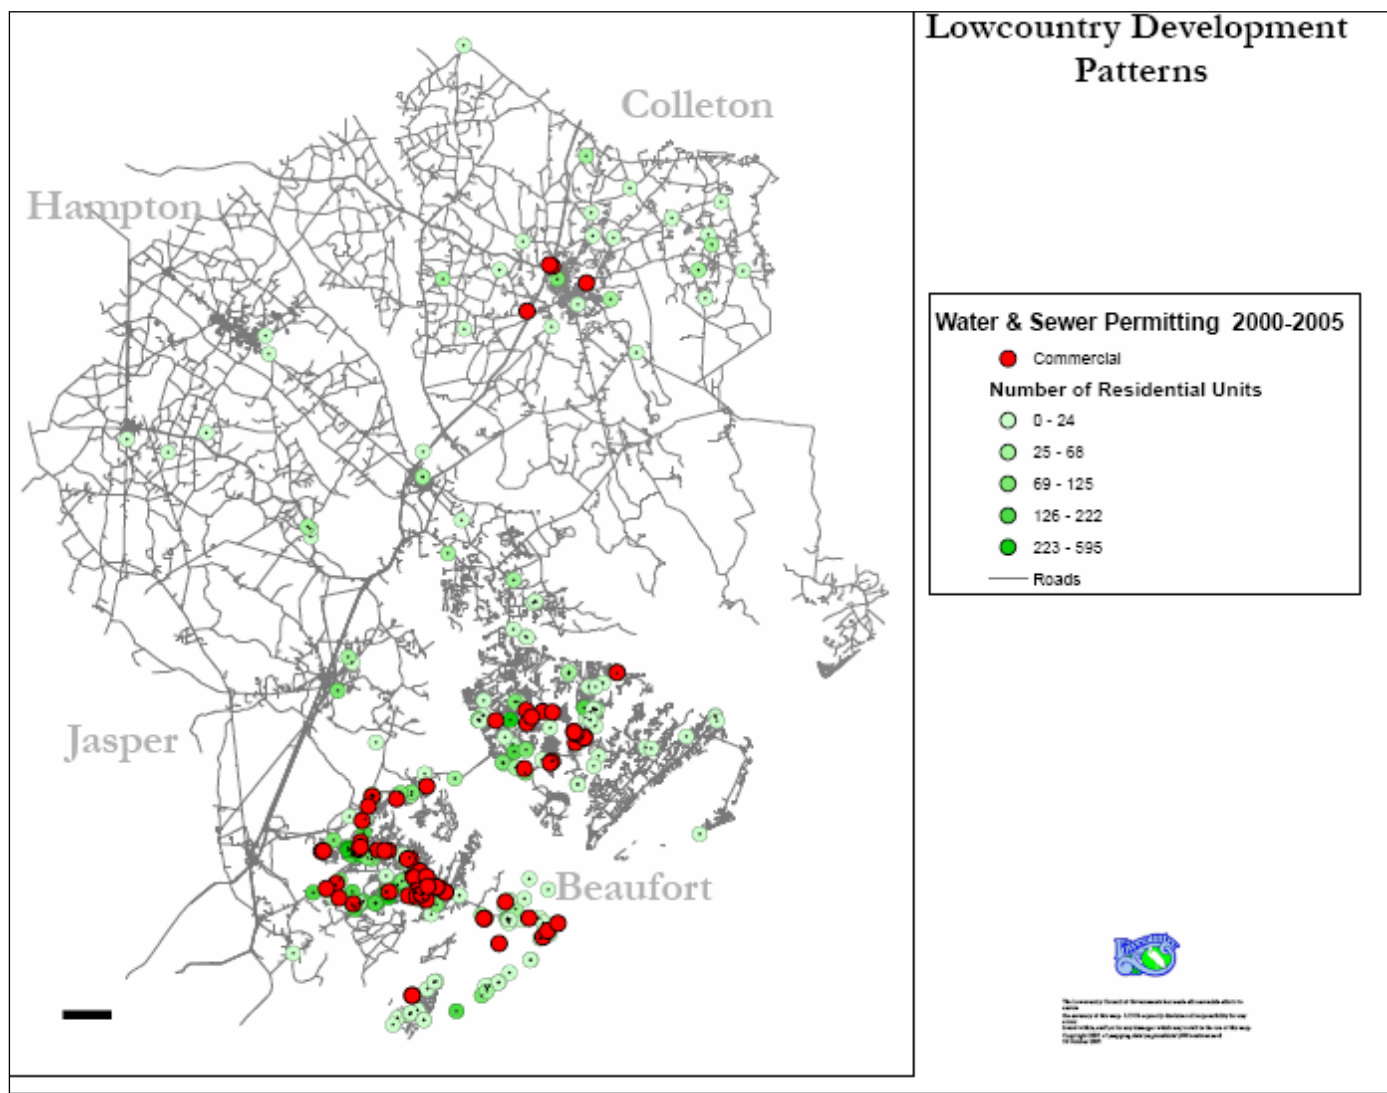 Lowcountry Development
Patterns
Colleton
Hampton
Jasper
Beaufort
Water & Sewer Permitting 2000-2005
Commercial
Number of Residential Units
0 - 24
25 - 68
69 - 125
126 - 222
223 - 595
Roads